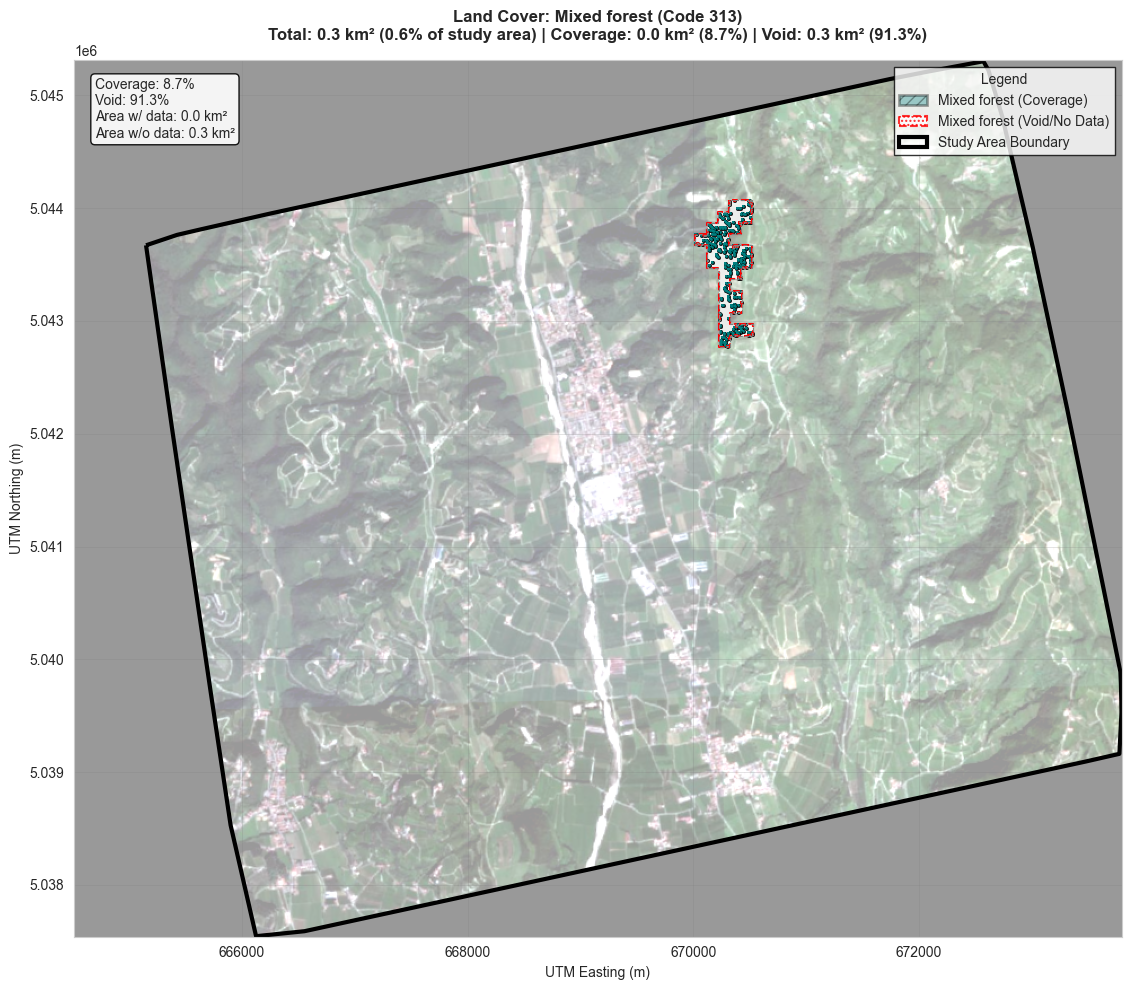 Land Cover: Mixed forest (Code 313)
Total: 0.3 km² (0.6% of study area) | Coverage: 0.0 km² (8.7%) | Void: 0.3 km² (91.3%)
1e6
Coverage: 8.7%
Void: 91.3%
Area w/ data: 0.0 km²
Area w/o data: 0.3 km²
Legend
Mixed forest (Coverage)
Mixed forest (Void/No Data)
Study Area Boundary
5.045
5.044
5.043
5.042
5.041
5.040
5.039
5.038
UTM Northing (m)
666000
668000
670000
672000
UTM Easting (m)